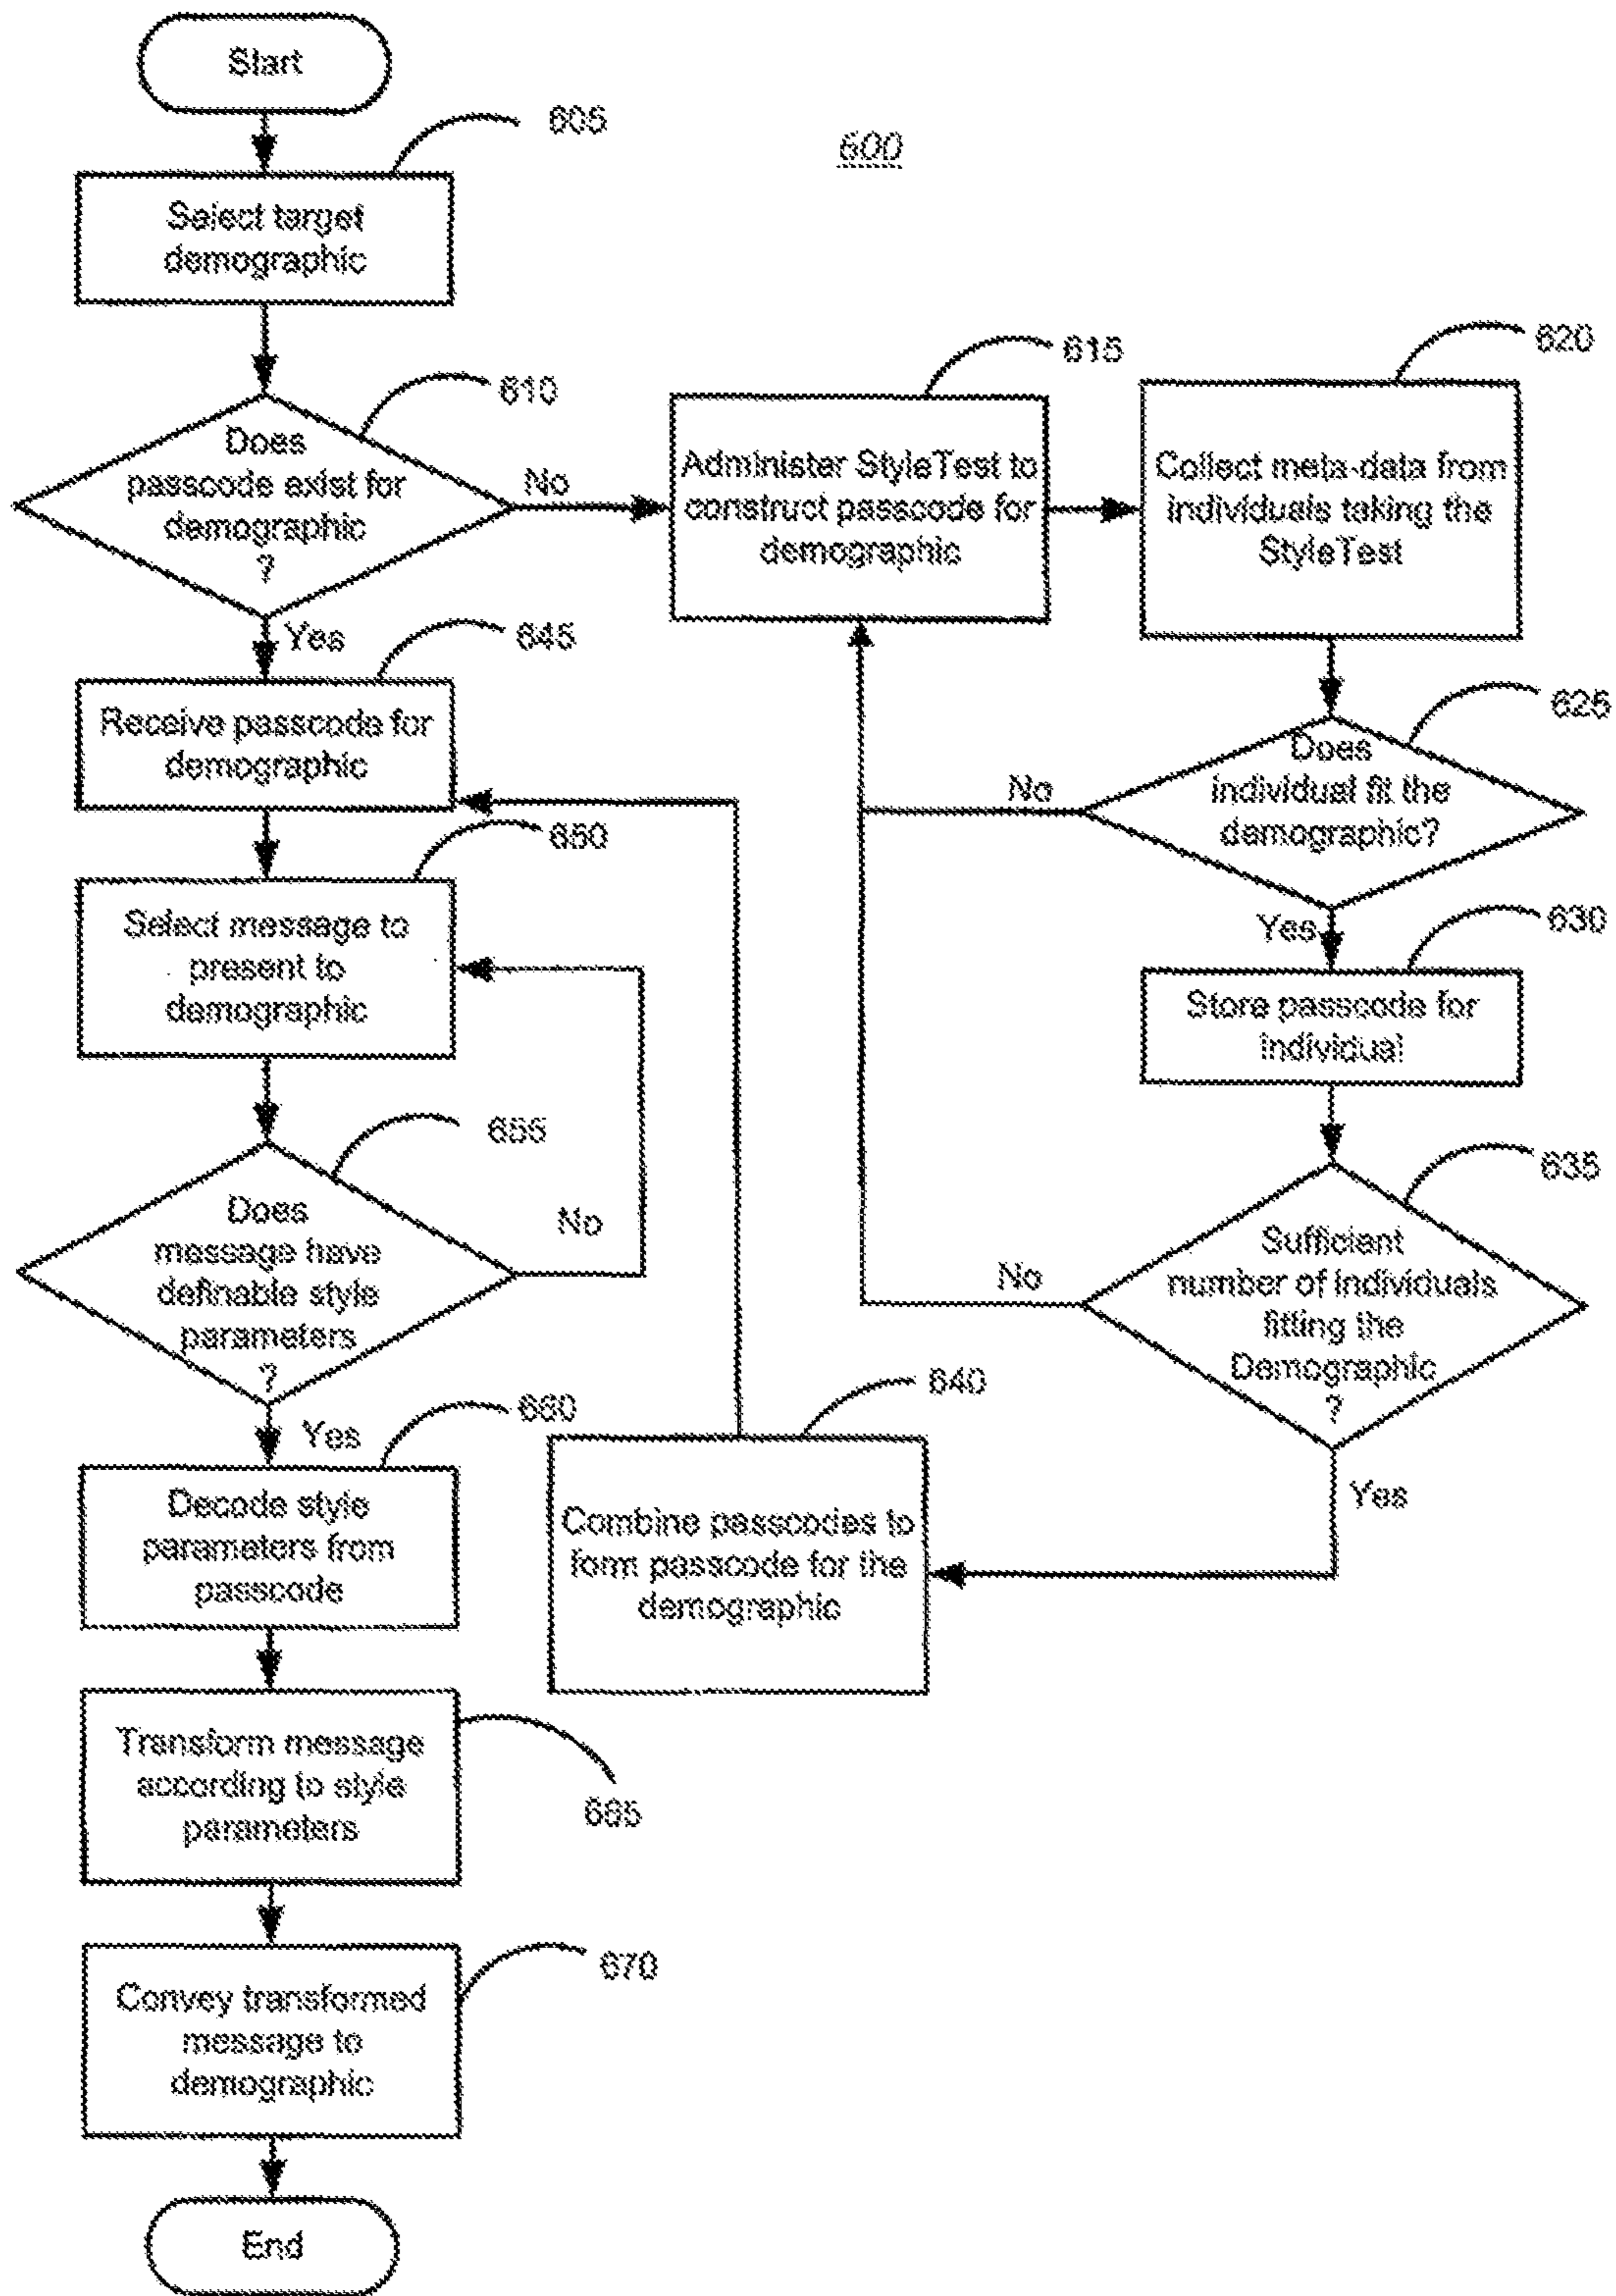 Start
605
600
Select target
demographic
610
Does
passcode exist for
demographic
?
No
Yes
615
Administer StyleTest to
construct passcode for
demographic
620
Collect meta-data from
individuals taking the
StyleTest
645
Receive passcode for
demographic
625
Does
individual fit the
demographic?
No
Yes
650
Select message to
present to
demographic
630
Store passcode for
individual
655
Does
message have
definable style
parameters
?
No
Yes
635
Sufficient
number of individuals
fitting the
Demographic
?
No
Yes
640
Combine passcodes to
form passcode for the
demographic
660
Decode style
parameters from
passcode
Transform message
according to style
parameters
665
670
Convey transformed
message to
demographic
End